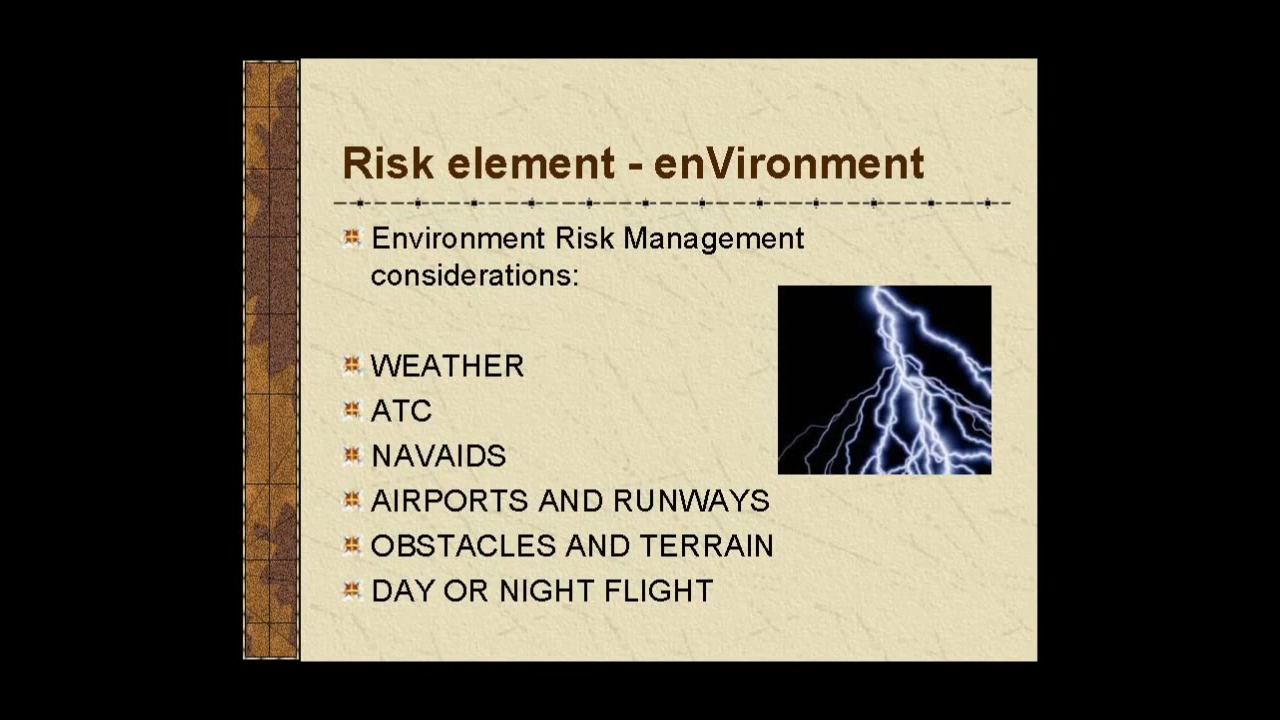 Risk element - enVironment
Environment Risk Management
considerations:
WEATHER
ATC
NAVAIDS
AIRPORTS AND RUNWAYS
OBSTACLES AND TERRAIN
DAY OR NIGHT FLIGHT